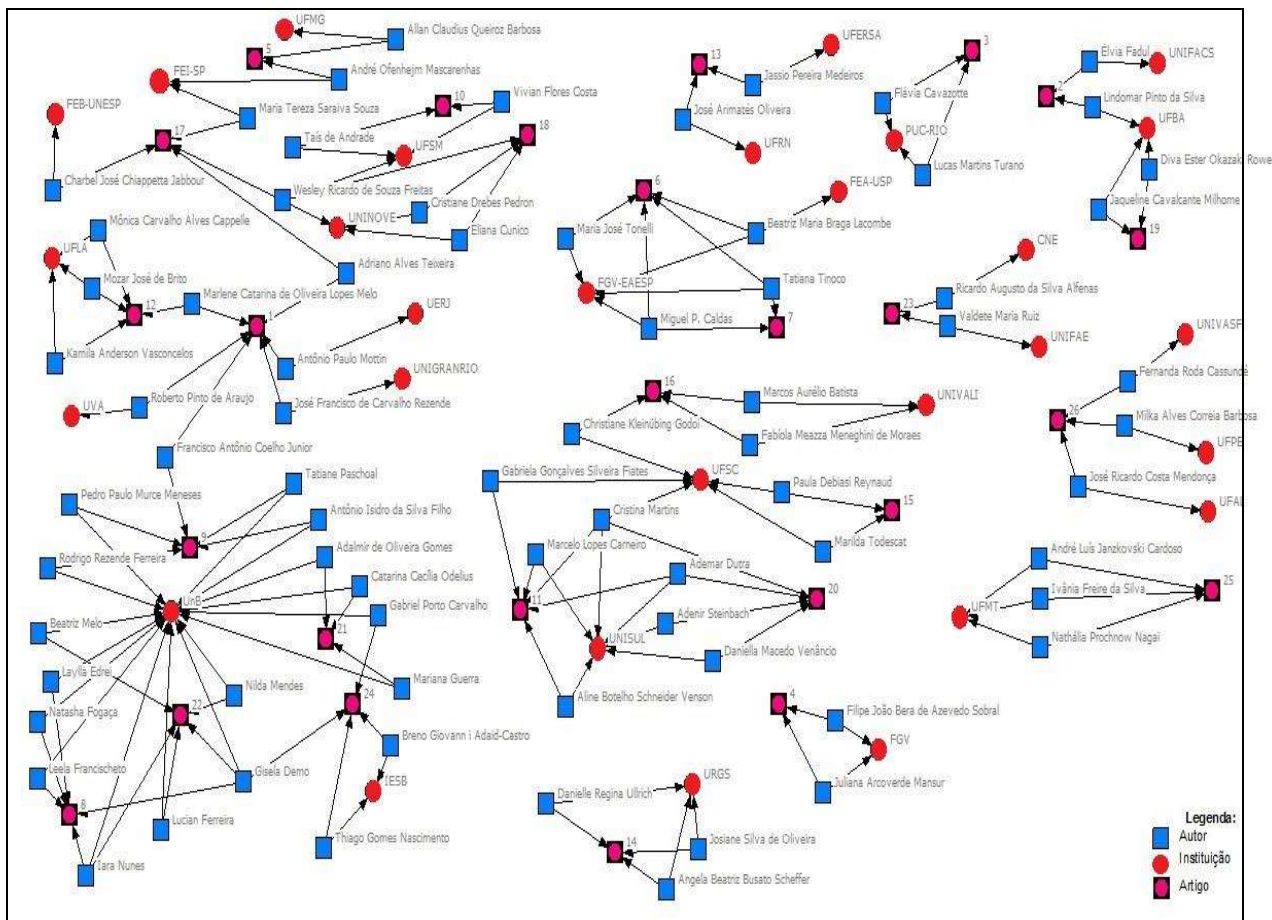 UFMG
Allan Claudius Queiroz Barbosa
5
FEI-SP
André Ofenhejm Mascarenhas
FEB-UNESP
Maria Tereza Saraiva Souza
10
Vivian Flores Costa
17
18
Taís de Andrade
UFSM
Charbel José Chiappetta Jabbour
Wesley Ricardo de Souza Freitas
Cristiane Drebes Pedron
UNINOVE
Eliana Cunico
Mônica Carvalho Alves Cappelle
UFLA
Adriano Alves Teixeira
Mozar José de Brito
12
Marlene Catarina de Oliveira Lopes Melo
1
UERJ
Kamila Anderson Vasconcelos
Antônio Paulo Mottin
UNIGRANRIO
UVA
Roberto Pinto de Araujo
José Francisco de Carvalho Rezende
Francisco Antônio Coelho Junior
13
UFERSA
Jassio Pereira Medeiros
José Arimatés Oliveira
UFRN
3
Flávia Cavazotte
PUC-RIO
Lucas Martins Turano
Élvia Fadul
UNIFACS
2
Lindomar Pinto da Silva
UFBA
Diva Ester Okazaki Rowe
Jaqueline Cavalcante Milhome
19
6
FEA-USP
Maria José Tonelli
Beatriz Maria Braga Lacombe
FGV-EAESP
Tatiana Tinoco
Miguel P. Caldas
7
CNE
Ricardo Augusto da Silva Alfenas
23
Valdete Maria Ruiz
UNIFAE
UNIVASF
Fernanda Roda Cassundé
26
Milka Alves Correia Barbosa
UFPE
José Ricardo Costa Mendonça
UFAL
16
Marcos Aurélio Batista
UNIVALI
Christiane Kleinübing Godoi
Fabíola Meazza Meneghini de Moraes
Gabriela Gonçalves Silveira Fiates
UFSC
Paula Debiasi Reynaud
15
Cristina Martins
Marilda Todescat
Marcelo Lopes Carneiro
Ademar Dutra
11
20
Adenir Steinbach
UNISUL
Daniella Macedo Venâncio
Aline Botelho Schneider Venson
Tatiane Paschoal
Pedro Paulo Murce Meneses
Antônio Isidro da Silva Filho
9
Rodrigo Rezende Ferreira
Adalmir de Oliveira Gomes
Catarina Cecília Odelius
UnB
Gabriel Porto Carvalho
Beatriz Melo
21
Laylla Edrei
Nilda Mendes
Mariana Guerra
22
24
Natasha Fogaça
Breno Giovann i Adaid-Castro
Leela Francischeto
Gisela Demo
IESB
8
Lucian Ferreira
Thiago Gomes Nascimento
Iara Nunes
André Luís Janzkovski Cardoso
25
Ivânia Freire da Silva
UFMT
Nathália Prochnow Nagai
4
Filipe João Bera de Azevedo Sobral
FGV
Juliana Arcoverde Mansur
URGS
Danielle Regina Ullrich
14
Josiane Silva de Oliveira
Angela Beatriz Busato Scheffer
Legenda:
Autor
Instituição
Artigo